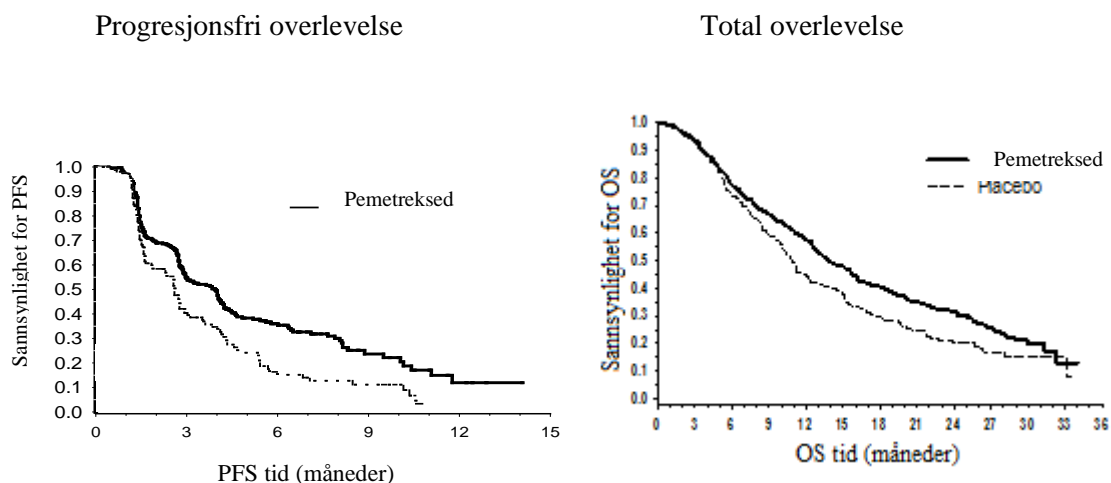 Progresjonsfri overlevelse
Sannsynlighet for PFS
1.0
0.9
0.8
0.7
0.6
0.5
0.4
0.3
0.2
0.1
0.0
Pemetreksed
0 3 6 9 12 15
PFS tid (måneder)
Total overlevelse
Sannsynlighet for OS
1.0
0.9
0.8
0.7
0.6
0.5
0.4
0.3
0.2
0.1
0.0
Pemetreksed
Placebo
0 3 6 9 12 15 18 21 24 27 30 33 36
OS tid (måneder)